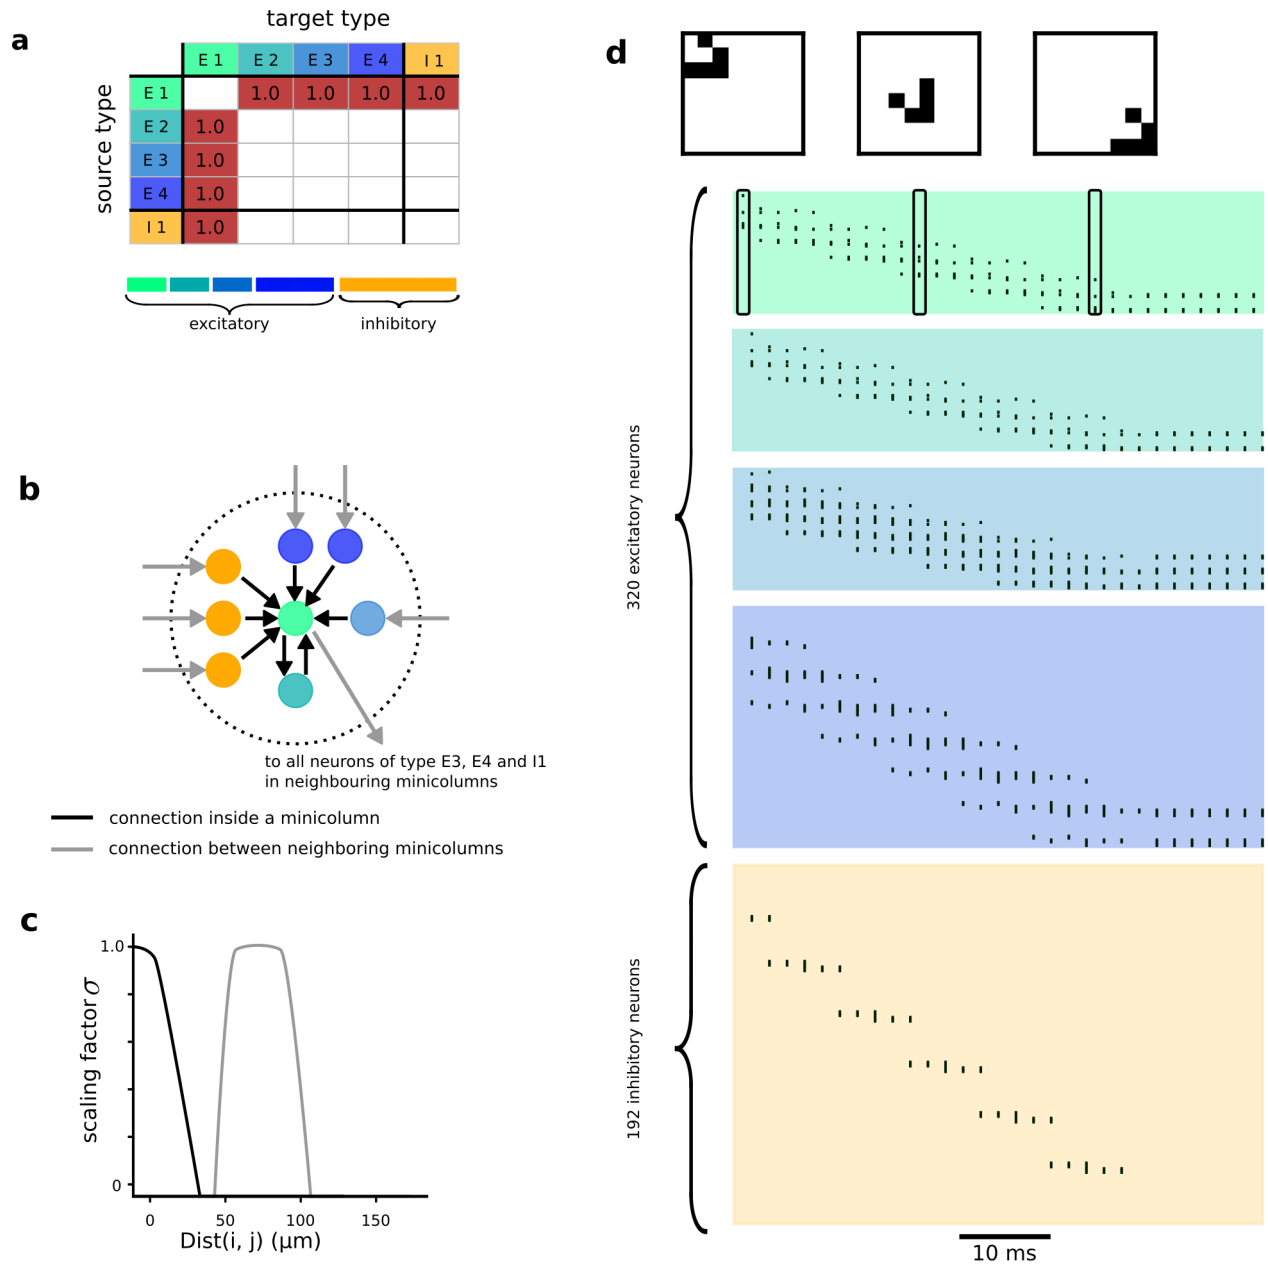 a
target type
source type
E 1 E 2 E 3 E 4 I 1
E 1 1.0 1.0 1.0 1.0
E 2 1.0
E 3 1.0
E 4 1.0
I 1 1.0
excitatory inhibitory
b
to all neurons of type E3, E4 and I1
in neighbouring minicolumns
connection inside a minicolumn
connection between neighboring minicolumns
c
scaling factor σ
1.0
0
0 50 100 150
Dist(i, j) (μm)
d
320 excitatory neurons
192 inhibitory neurons
10 ms